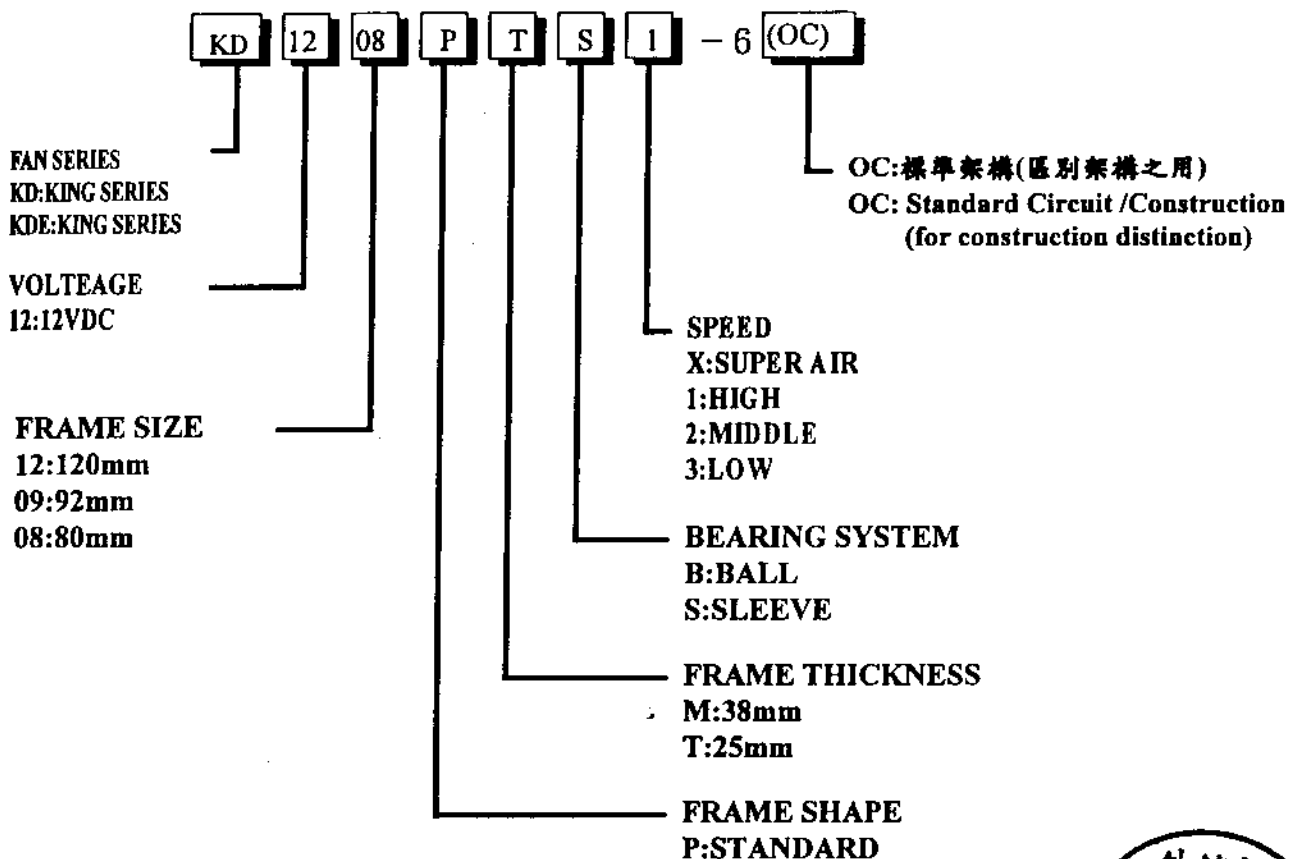 KD 12 08 P T S 1 - 6 (OC)
FAN SERIES
KD:KING SERIES
KDE:KING SERIES
VOLTEAGE
12:12VDC
FRAME SIZE
12:120mm
09:92mm
08:80mm
OC:標準架構(區別架構之用)
OC: Standard Circuit /Construction
(for construction distinction)
SPEED
X:SUPER AIR
1:HIGH
2:MIDDLE
3:LOW
BEARING SYSTEM
B:BALL
S:SLEEVE
FRAME THICKNESS
M:38mm
T:25mm
FRAME SHAPE
P:STANDARD